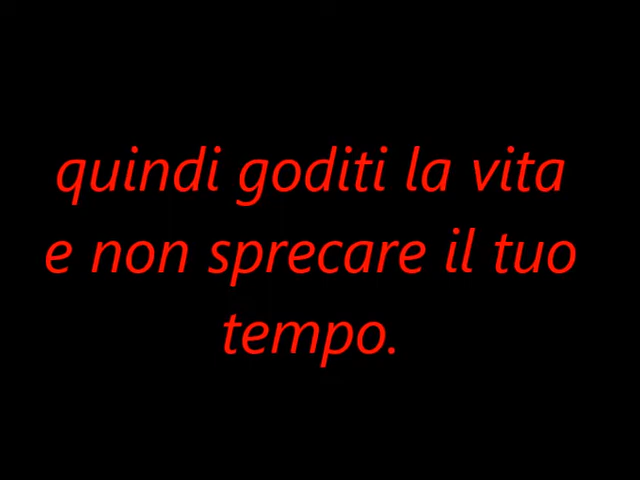 quindi goditi la vita
e non sprecare il tuo
tempo.